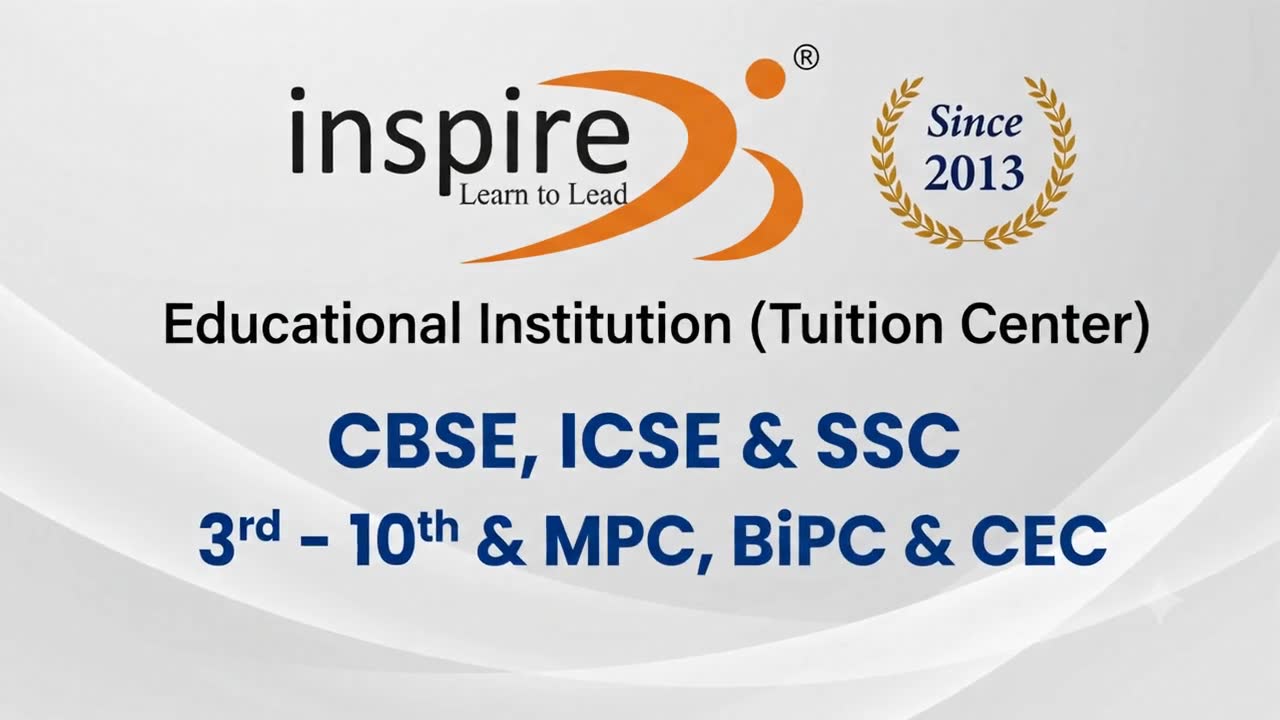 inspire ®
Learn to Lead
Since
2013
Educational Institution (Tuition Center)
CBSE, ICSE & SSC
3rd - 10th & MPC, BiPC & CEC